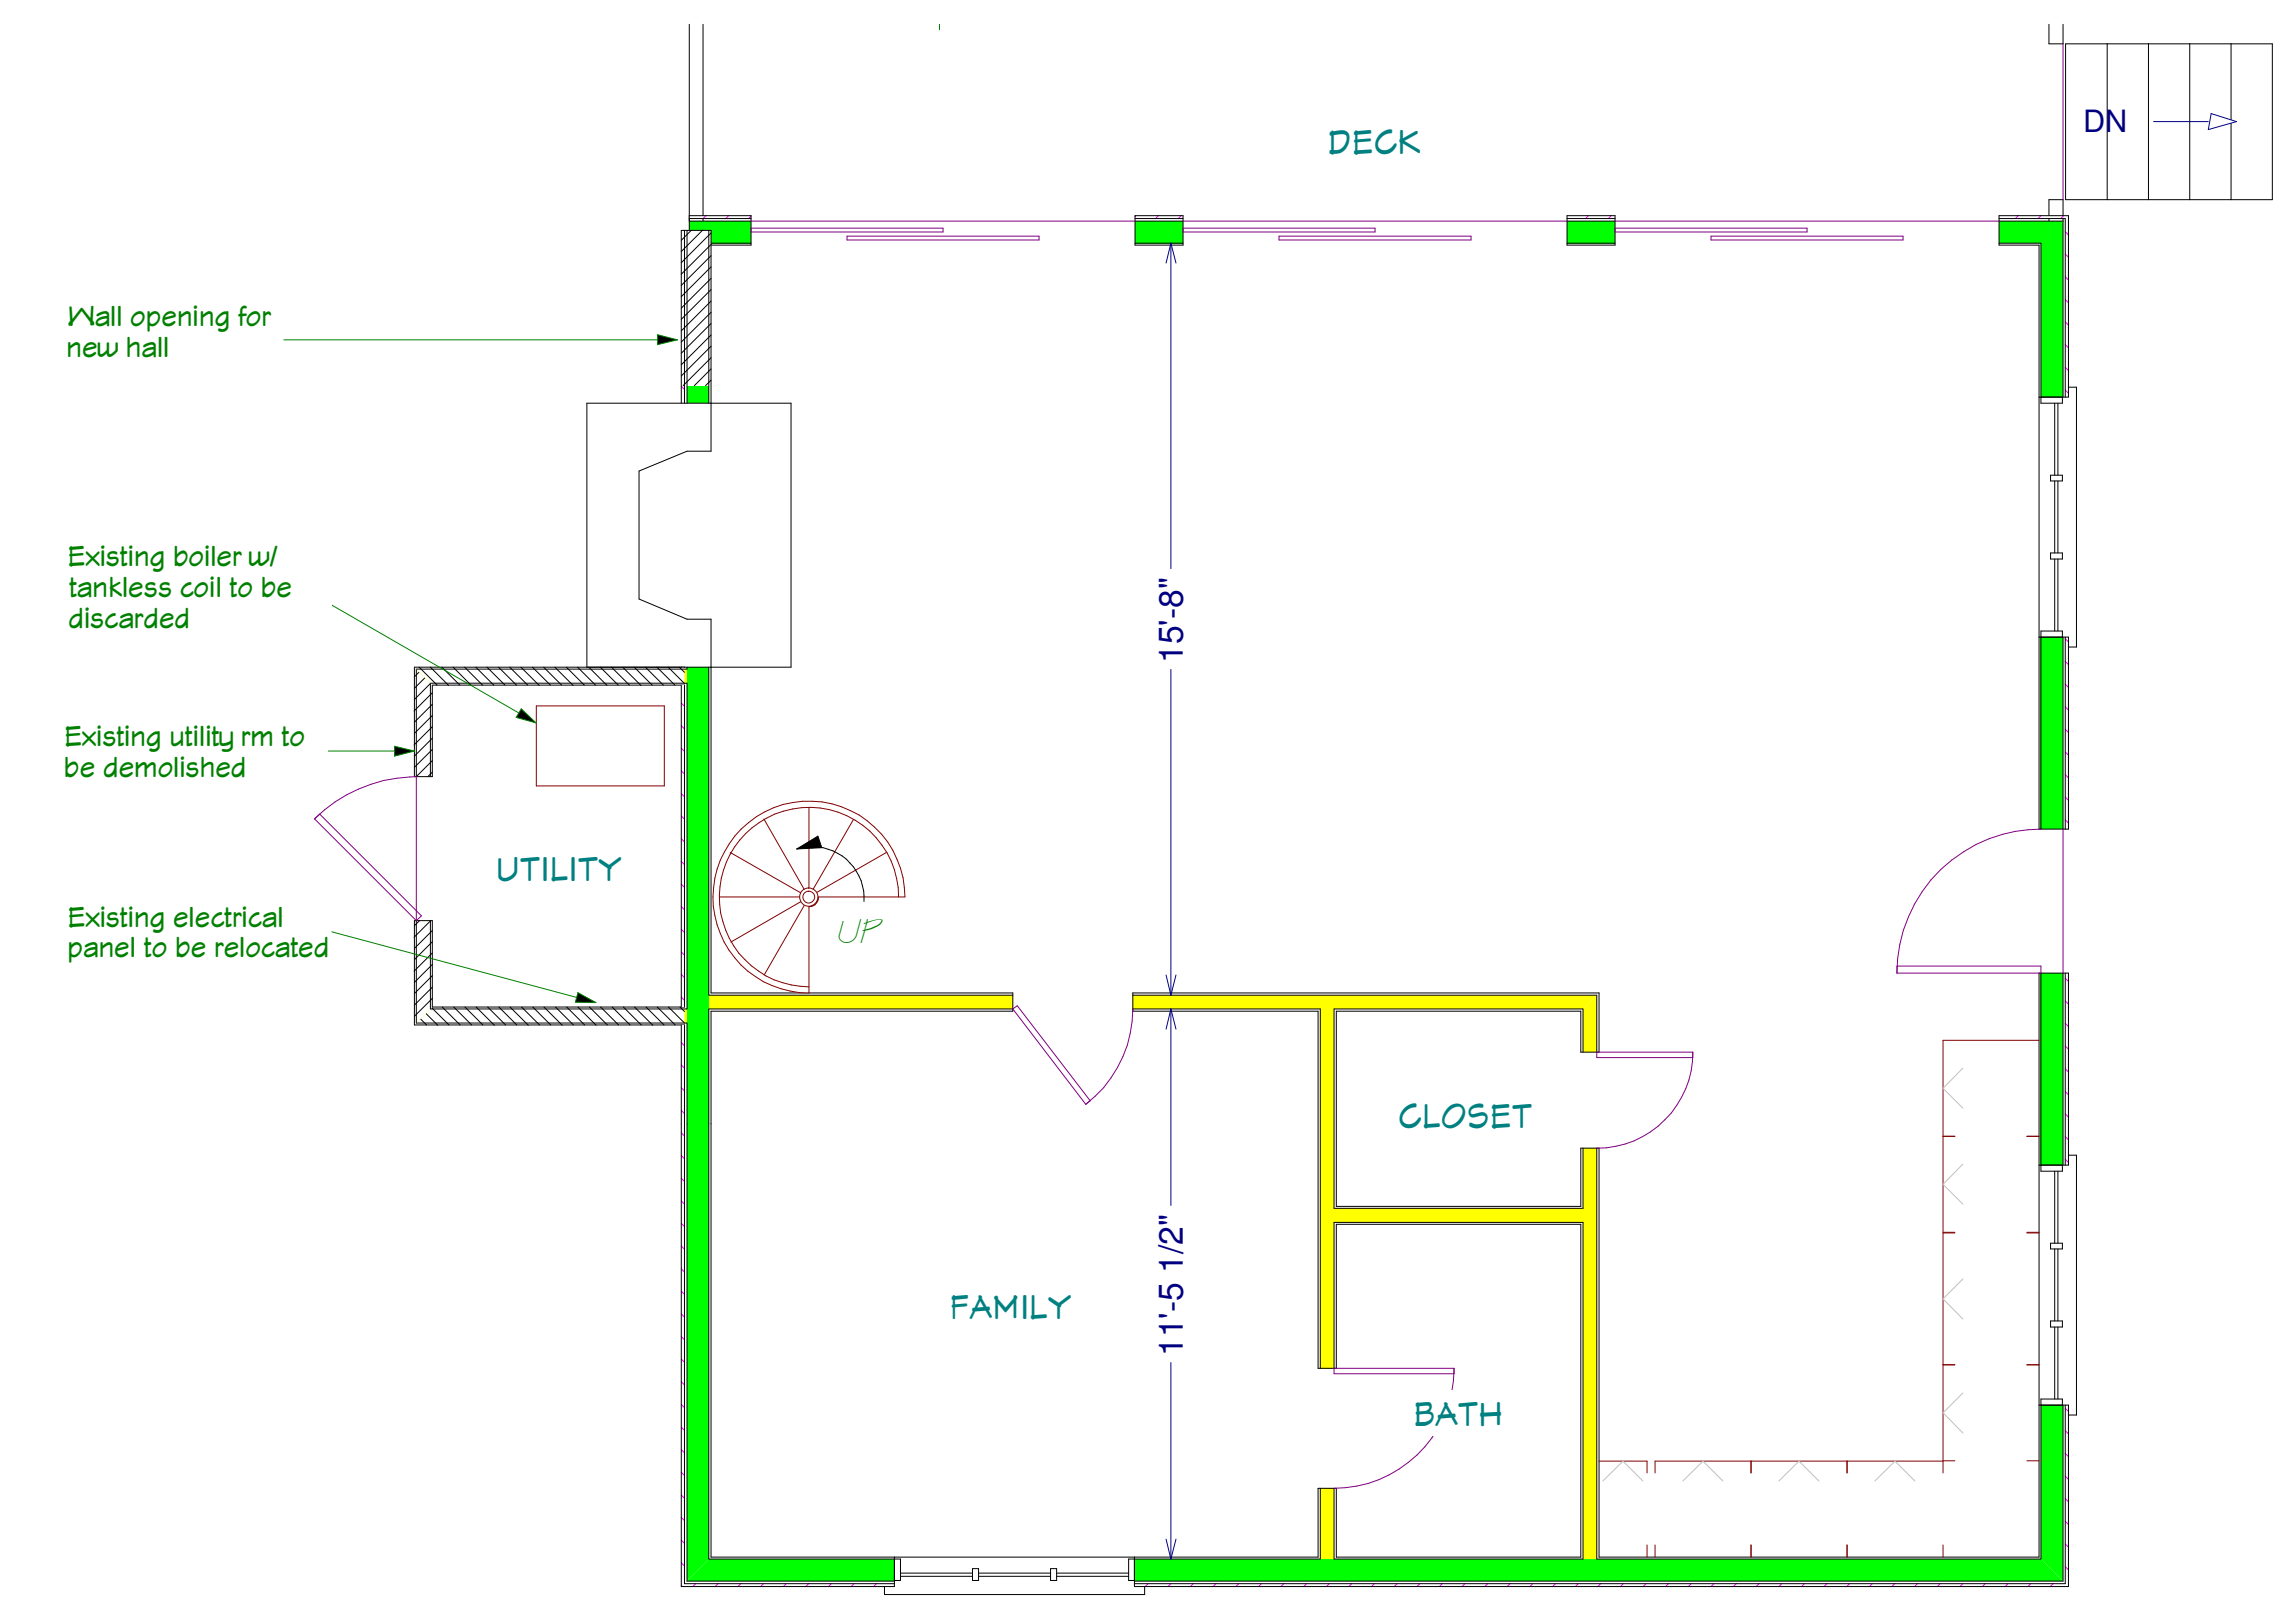 DECK
DN
Wall opening for
new hall
Existing boiler w/
tankless coil to be
discarded
15'-8"
Existing utility rm to
be demolished
UTILITY
Existing electrical
panel to be relocated
UP
CLOSET
FAMILY
11'-5 1/2"
BATH